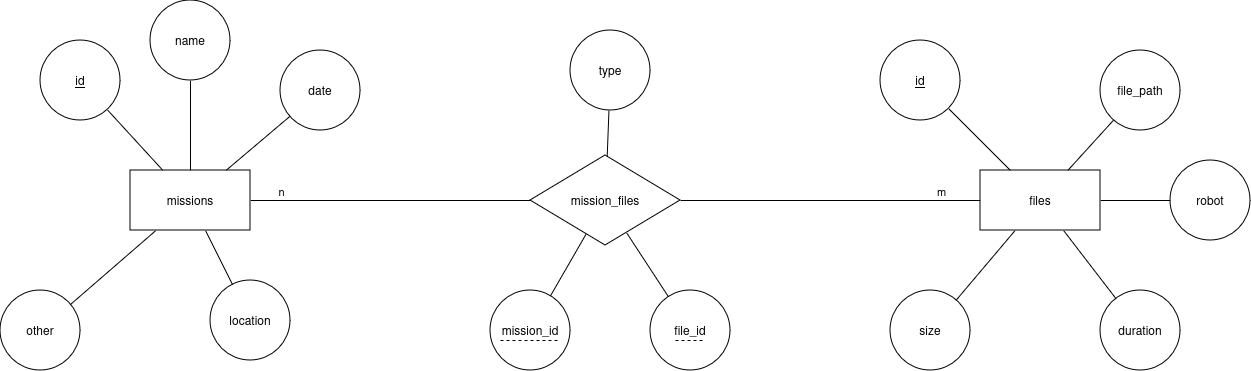 name
id
date
type
id
file_path
missions
n
mission_files
m
files
robot
other
location
mission_id
file_id
size
duration